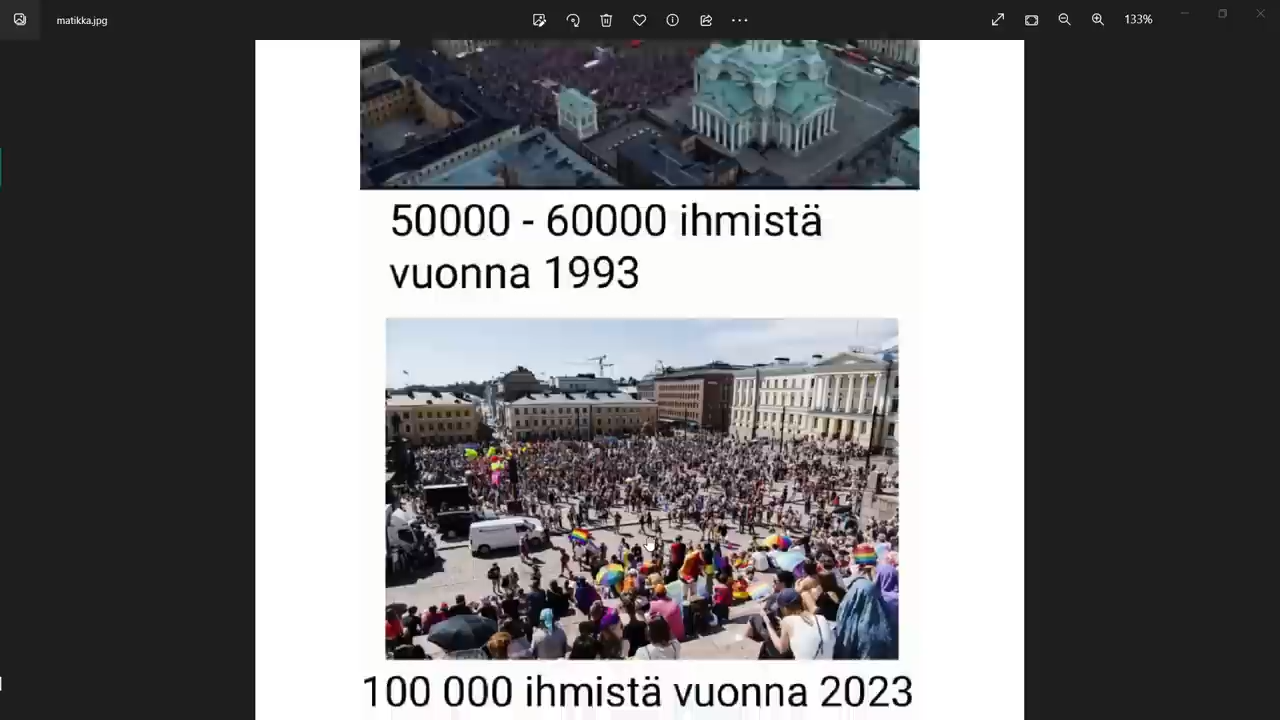 matikka.jpg
133%
50000 - 60000 ihmistä
vuonna 1993
100 000 ihmistä vuonna 2023